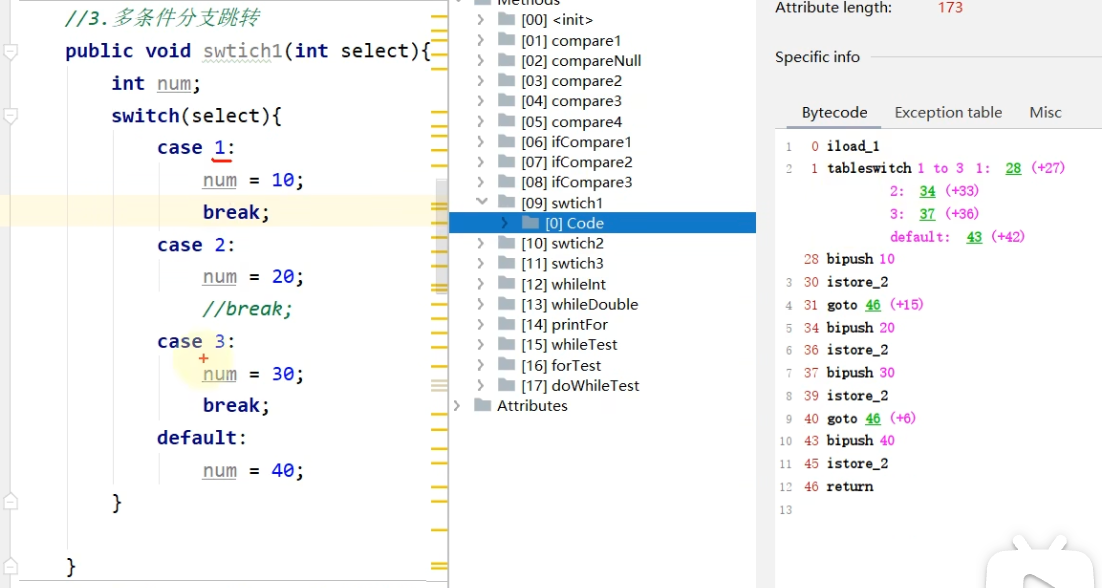 //3.多条件分支跳转
public void swtich1(int select){
int num;
switch(select){
case 1:
num = 10;
break;
case 2:
num = 20;
//break;
case 3:
num = 30;
break;
default:
num = 40;
}
}
Methods
[00] <init>
[01] compare1
[02] compareNull
[03] compare2
[04] compare3
[05] compare4
[06] ifCompare1
[07] ifCompare2
[08] ifCompare3
[09] swtich1
[0] Code
[10] swtich2
[11] swtich3
[12] whileInt
[13] whileDouble
[14] printFor
[15] whileTest
[16] forTest
[17] doWhileTest
Attributes
Attribute length: 173
Specific info
Bytecode Exception table Misc
1 0 iload_1
2 1 tableswitch 1 to 3 1: 28 (+27)
2: 34 (+33)
3: 37 (+36)
default: 43 (+42)
28 bipush 10
3 30 istore_2
4 31 goto 46 (+15)
5 34 bipush 20
6 36 istore_2
7 37 bipush 30
8 39 istore_2
9 40 goto 46 (+6)
10 43 bipush 40
11 45 istore_2
12 46 return
13